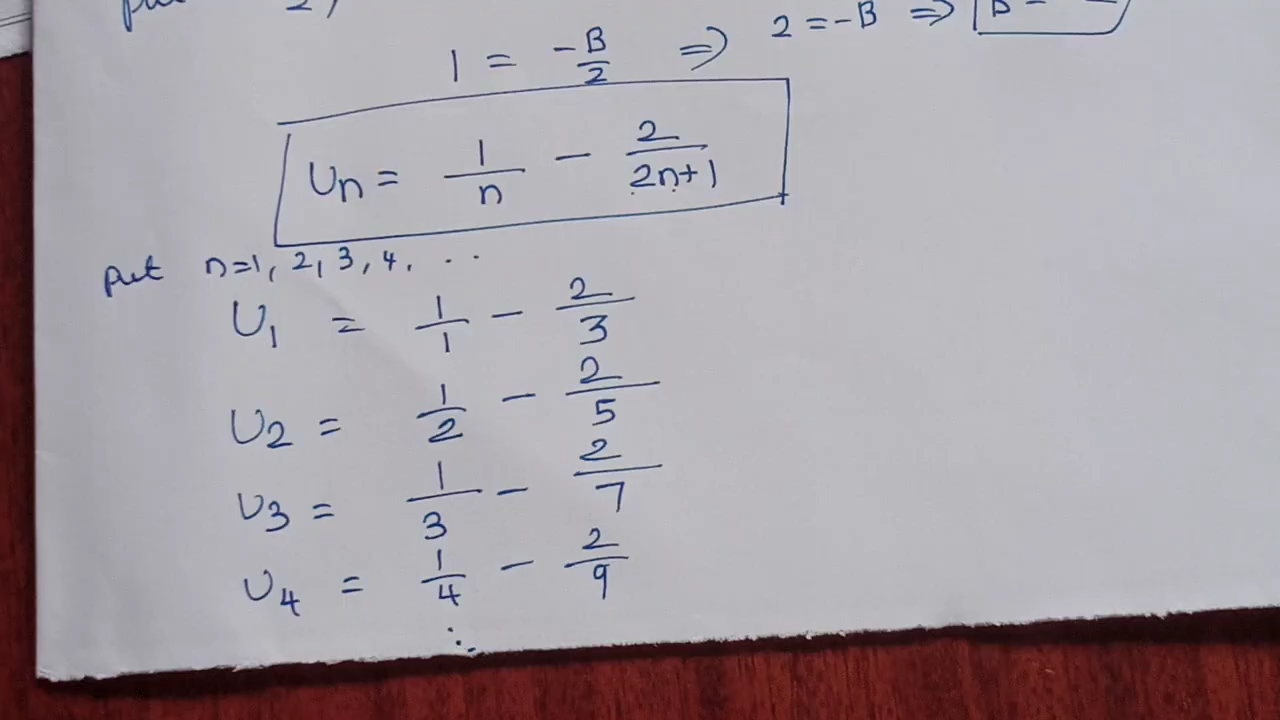 put
1 = -B/2 ⇒ 2 = -B ⇒
Un = 1/n - 2/(2n+1)
put n=1, 2, 3, 4, ...
U1 = 1/1 - 2/3
U2 = 1/2 - 2/5
U3 = 1/3 - 2/7
U4 = 1/4 - 2/9
⋮